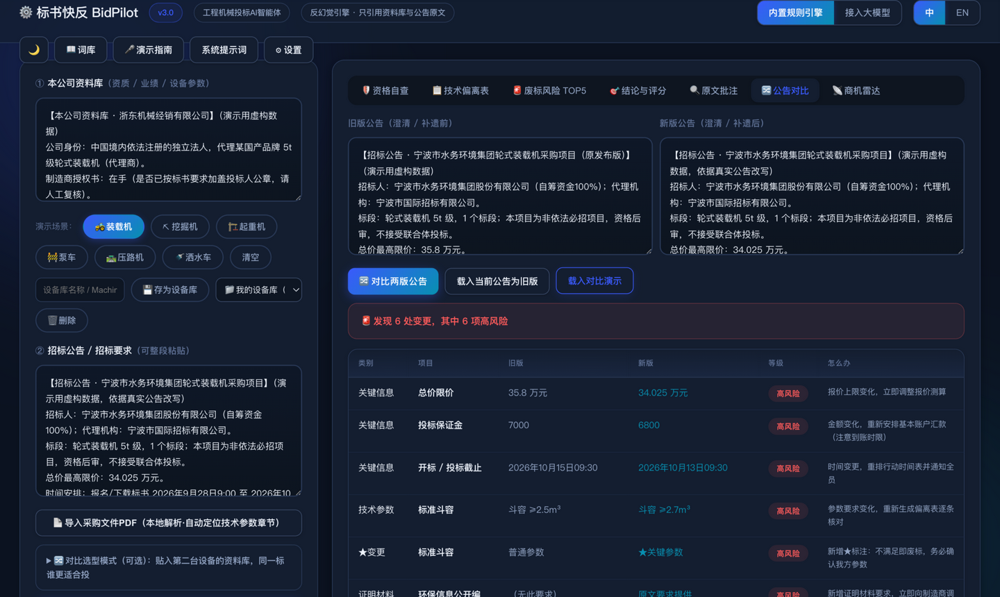 标书快反 BidPilot
v3.0
工程机械投标AI智能体
反幻觉引擎 · 只引用资料库与公告原文
内置规则引擎
接入大模型
中
EN
词库
演示指南
系统提示词
设置
① 本公司资料库（资质 / 业绩 / 设备参数）
【本公司资料库 · 浙东机械经销有限公司】（演示用虚构数
据）
公司身份：中国境内依法注册的独立法人，代理某国产品牌 5t
级轮式装载机（代理商）。
制造商授权书：在手（是否已按标书要求加盖投标人公章，请
人工复核）。
演示场景：
装载机
挖掘机
起重机
泵车
压路机
洒水车
清空
设备库名称 / Machir
存为设备库
我的设备库（
删除
② 招标公告 / 招标要求（可整段粘贴）
【招标公告 · 宁波市水务环境集团轮式装载机采购项目】（演
示用虚构数据，依据真实公告改写）
招标人：宁波市水务环境集团股份有限公司（自筹资金
100%）；代理机构：宁波市国际招标有限公司。
标段：轮式装载机 5t 级，1 个标段；本项目为非依法必招项
目，资格后审，不接受联合体投标。
总价最高限价：34.025 万元。
时间安排：报名/下载标书 2026年9月28日9:00 至 2026年10
导入采购文件PDF（本地解析·自动定位技术参数章节）
对比选型模式（可选）：贴入第二台设备的资料库，同一标
谁更适合投
资格自查
技术偏离表
废标风险 TOP5
结论与评分
原文批注
公告对比
商机雷达
旧版公告（澄清 / 补遗前）
【招标公告 · 宁波市水务环境集团轮式装载机采购项目（原发布版）】
（演示用虚构数据）
招标人：宁波市水务环境集团股份有限公司（自筹资金100%）；代理机
构：宁波市国际招标有限公司。
标段：轮式装载机 5t 级，1 个标段；本项目为非依法必招项目，资格后
审，不接受联合体投标。
总价最高限价：35.8 万元。
新版公告（澄清 / 补遗后）
【招标公告 · 宁波市水务环境集团轮式装载机采购项目】（演示用虚构
数据，依据真实公告改写）
招标人：宁波市水务环境集团股份有限公司（自筹资金100%）；代理机
构：宁波市国际招标有限公司。
标段：轮式装载机 5t 级，1 个标段；本项目为非依法必招项目，资格后
审，不接受联合体投标。
总价最高限价：34.025 万元。
对比两版公告
载入当前公告为旧版
载入对比演示
发现 6 处变更，其中 6 项高风险
类别 项目 旧版 新版 等级 怎么办
关键信息 总价限价 35.8 万元 34.025 万元 高风险 报价上限变化，立即调整报价测算
关键信息 投标保证金 7000 6800 高风险 金额变化，重新安排基本账户汇款
（注意到账时限）
关键信息 开标 / 投标截止 2026年10月15日09:30 2026年10月13日09:30 高风险 时间变更，重排行动时间表并通知全
员
技术参数 标准斗容 斗容 ≥2.5m³ 斗容 ≥2.7m³ 高风险 参数要求变化，重新生成偏离表逐条
核对
★变更 标准斗容 普通参数 ★关键参数 高风险 新增★标注：不满足即废标，务必确
认我方参数
证明材料 环保信息公开编 （无此要求） 原文要求提供 高风险 新增证明材料要求，立即向制造商调